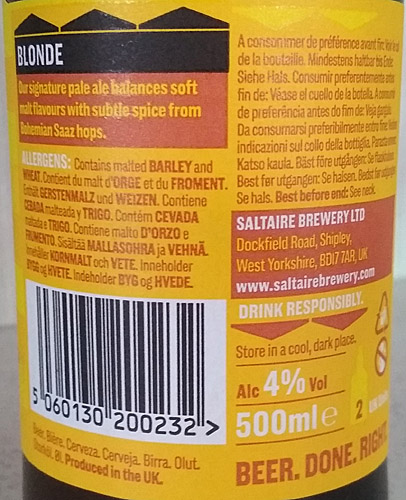 BLONDE
Our signature pale ale balances soft
malt flavours with subtle spice from
Bohemian Saaz hops.
ALLERGENS: Contains malted BARLEY and
WHEAT. Contient du malt d'ORGE et du FROMENT.
Enthält GERSTENMALZ und WEIZEN. Contiene
CEBADA malteada y TRIGO. Contém CEVADA
malteada e TRIGO. Contiene malto D'ORZO e
FRUMENTO. Sisältää MALLASOHRA ja VEHNÄ.
Innehåller KORNMALT och VETE. Inneholder
BYGG og HVETE. Indeholder BYG og HVEDE.
5 060130 200232 >
Beer. Bière. Cerveza. Cerveja. Birra. Olut.
Starköl. Øl. Produced in the UK.
A consommer de préférence avant fin: Voir le col
de la bouteille. Mindestens haltbar bis Ende:
Siehe Hals. Consumir preferentemente antes
fin de: Véase el cuello de la botella. A consumir
de preferência antes do fim de: Veja gargalo.
Da consumarsi preferibilmente entro fine:
indicazioni sul collo della bottiglia. Parasta ennen:
Katso kaula. Bäst före utgången: Se flaskhalsen.
Best før utgangen: Se halsen. Bedst før
Se hals. Best before end: See neck.
SALTAIRE BREWERY LTD
Dockfield Road, Shipley,
West Yorkshire, BD17 7AR, UK
www.saltairebrewery.com
DRINK RESPONSIBLY.
Store in a cool, dark place.
Alc 4% Vol
500ml e
2
BEER. DONE. RIGHT.